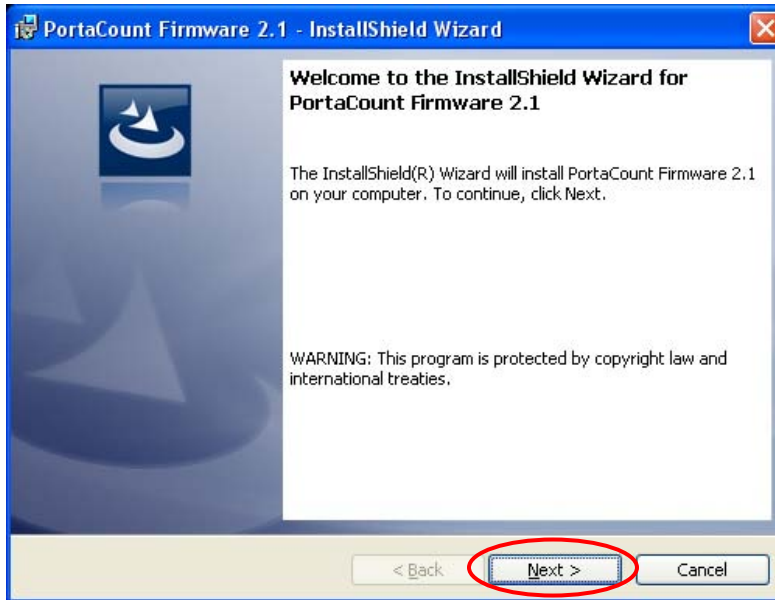 PortaCount Firmware 2.1 - InstallShield Wizard
Welcome to the InstallShield Wizard for
PortaCount Firmware 2.1
The InstallShield(R) Wizard will install PortaCount Firmware 2.1
on your computer. To continue, click Next.
WARNING: This program is protected by copyright law and
international treaties.
< Back
Next >
Cancel